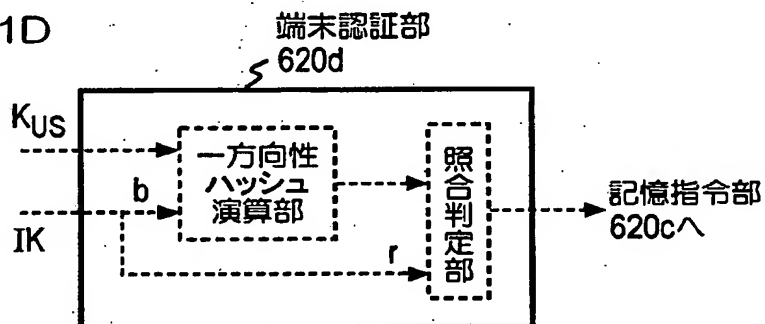 1D
端末認証部
620d
KUS
b
IK
一方向性
ハッシュ
演算部
r
照合判定部
記憶指令部
620cへ